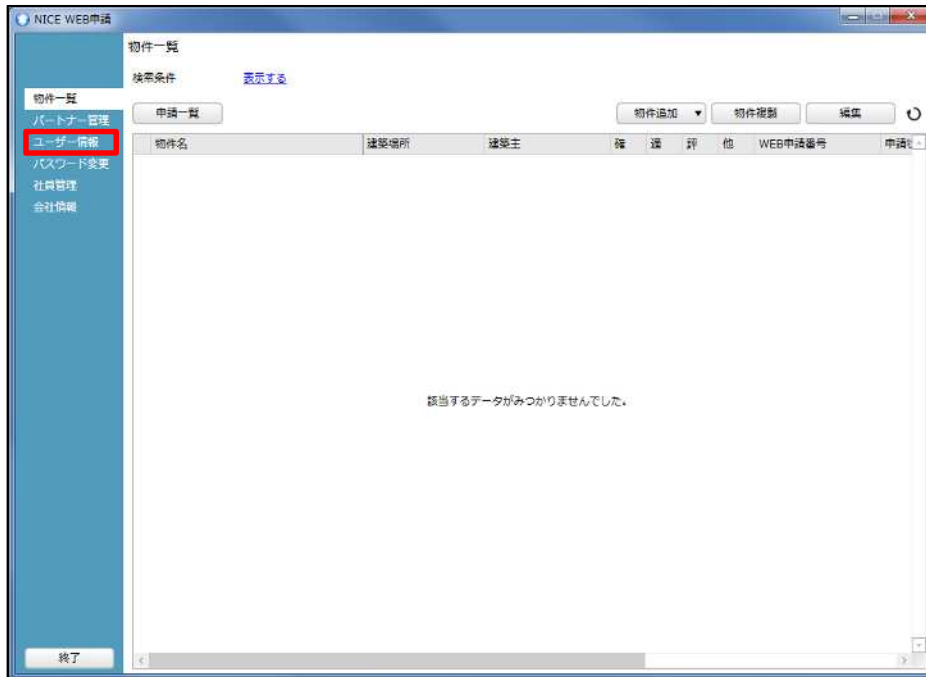 NICE WEB申請
物件一覧
検索条件 表示する
物件一覧
パートナー管理
ユーザー情報
パスワード変更
社員管理
会社情報
申請一覧 物件追加 ▼ 物件複製 編集
物件名 建築場所 建築主 確 適 評 他 WEB申請番号
該当するデータがみつかりませんでした。
終了